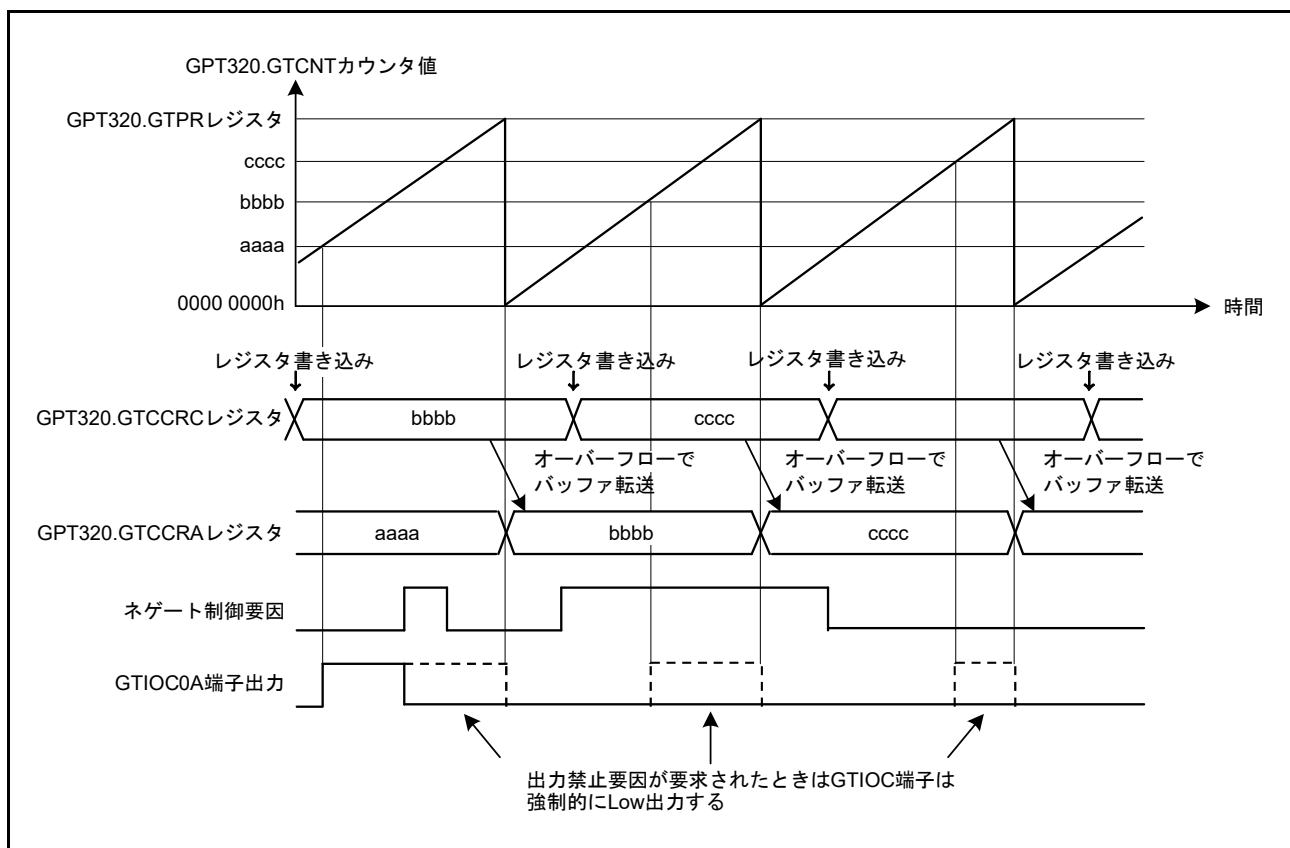 GPT320.GTCNTカウンタ値
GPT320.GTPRレジスタ
cccc
bbbb
aaaa
0000 0000h
時間
レジスタ書き込み
レジスタ書き込み
レジスタ書き込み
レジスタ書き込み
GPT320.GTCCRCレジスタ
bbbb
cccc
オーバーフローで
バッファ転送
オーバーフローで
バッファ転送
オーバーフローで
バッファ転送
GPT320.GTCCRAレジスタ
aaaa
bbbb
cccc
ネゲート制御要因
GTIOC0A端子出力
出力禁止要因が要求されたときはGTIOC端子は
強制的にLow出力する